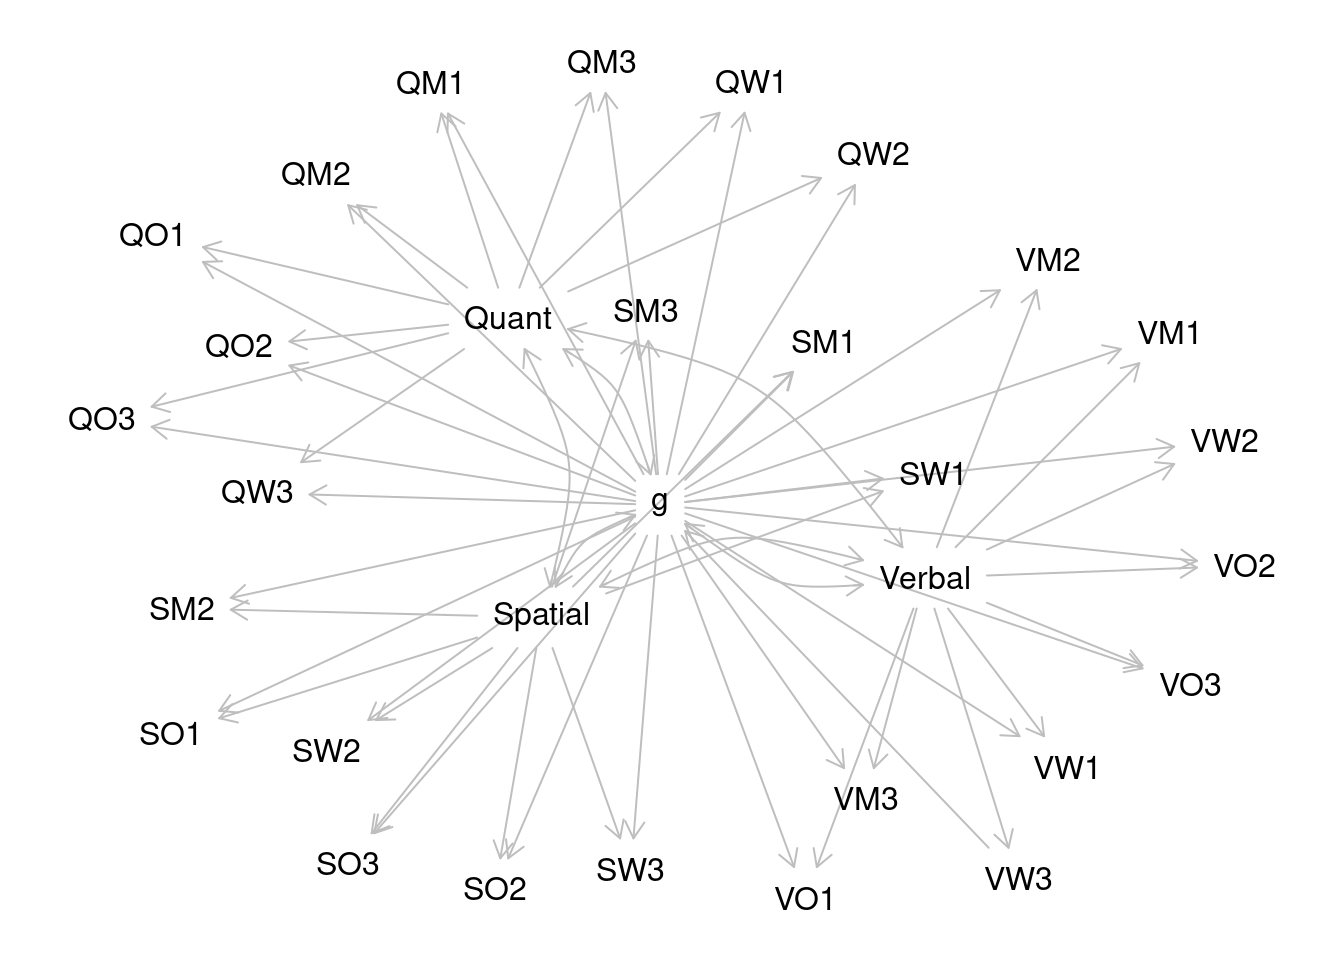 QM3
QM1
QW1
QW2
QM2
QO1
VM2
SM3
Quant
VM1
SM1
QO2
QO3
VW2
SW1
QW3
g
VO2
Verbal
SM2
Spatial
VO3
SO1
SW2
VW1
VM3
SO3
SW3
VW3
SO2
VO1